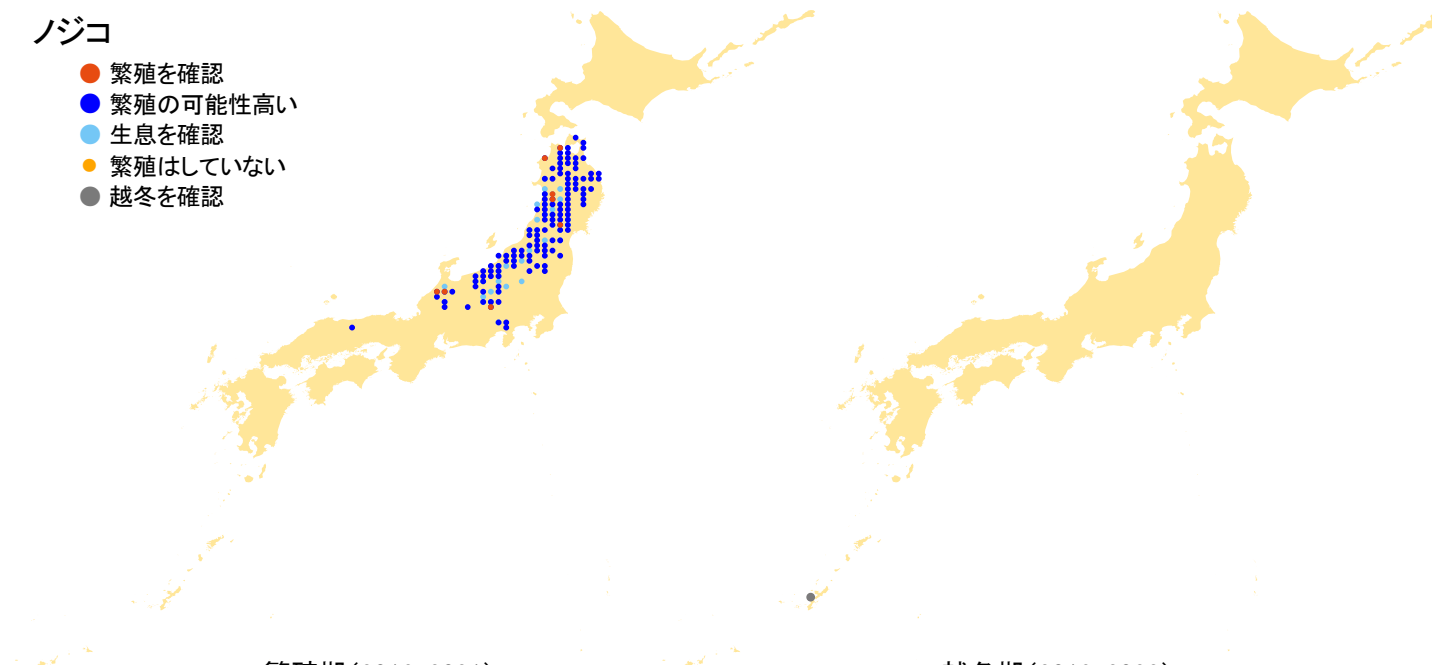 ノジコ
繁殖を確認
繁殖の可能性高い
生息を確認
繁殖はしていない
越冬を確認